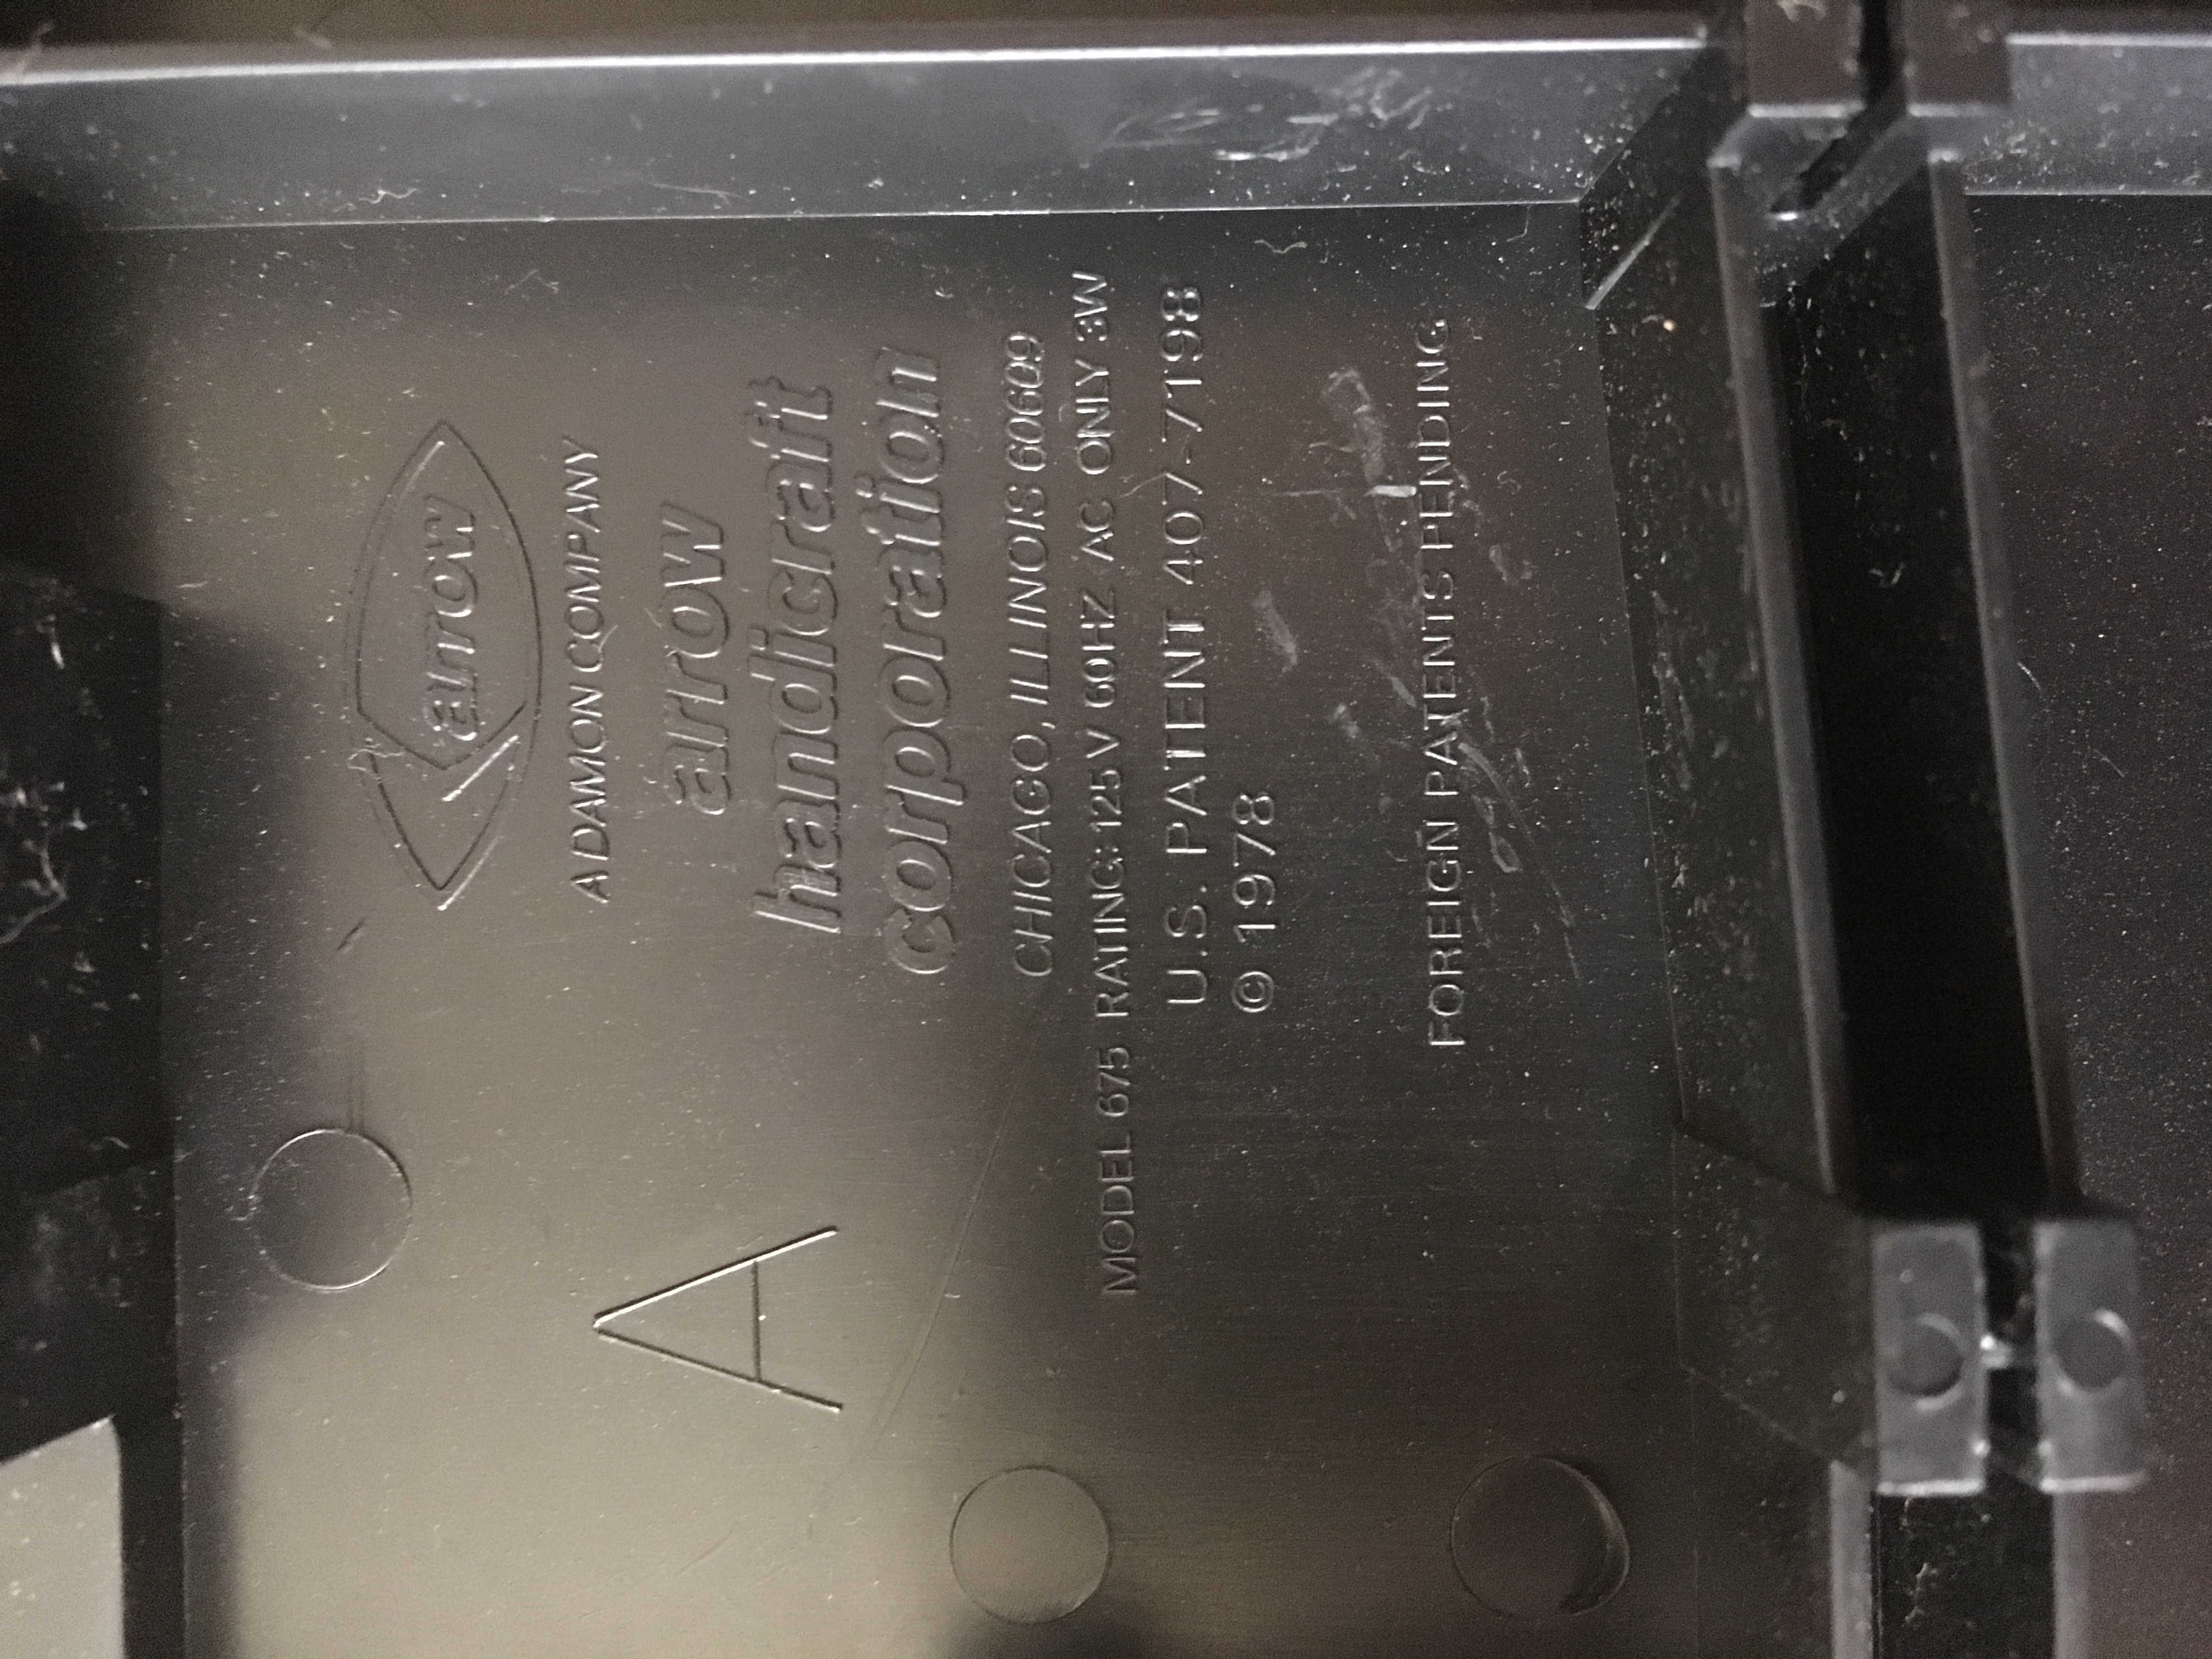 arrow
A DAMON COMPANY
arrow
handicraft
corporation
CHICAGO, ILLINOIS 60609
MODEL 675 RATING: 125 V 60HZ AC ONLY 3W
U.S. PATENT 407-7198
© 1978
FOREIGN PATENTS PENDING
A